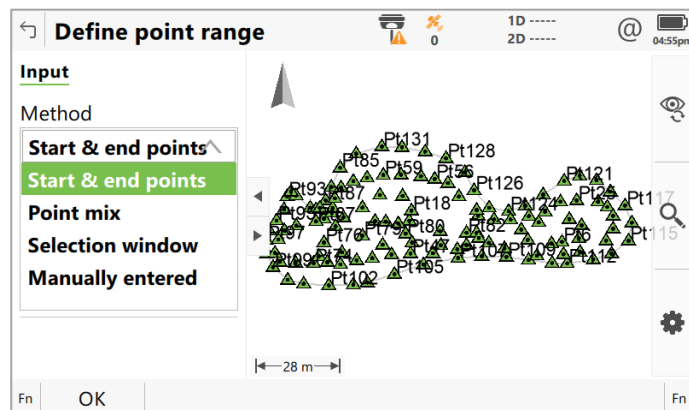 Define point range
0
1D -----
2D -----
@
04:55pm
Input
Method
Start & end points
Start & end points
Point mix
Selection window
Manually entered
Pt131
Pt128
Pt85
Pt59
Pt56
Pt126
Pt121
Pt93
Pt87
Pt18
Pt124
Pt25
Pt117
Pt97
Pt76
Pt79
Pt80
Pt82
Pt6
Pt115
Pt109
Pt112
Pt102
Pt105
28 m
Fn
OK
Fn